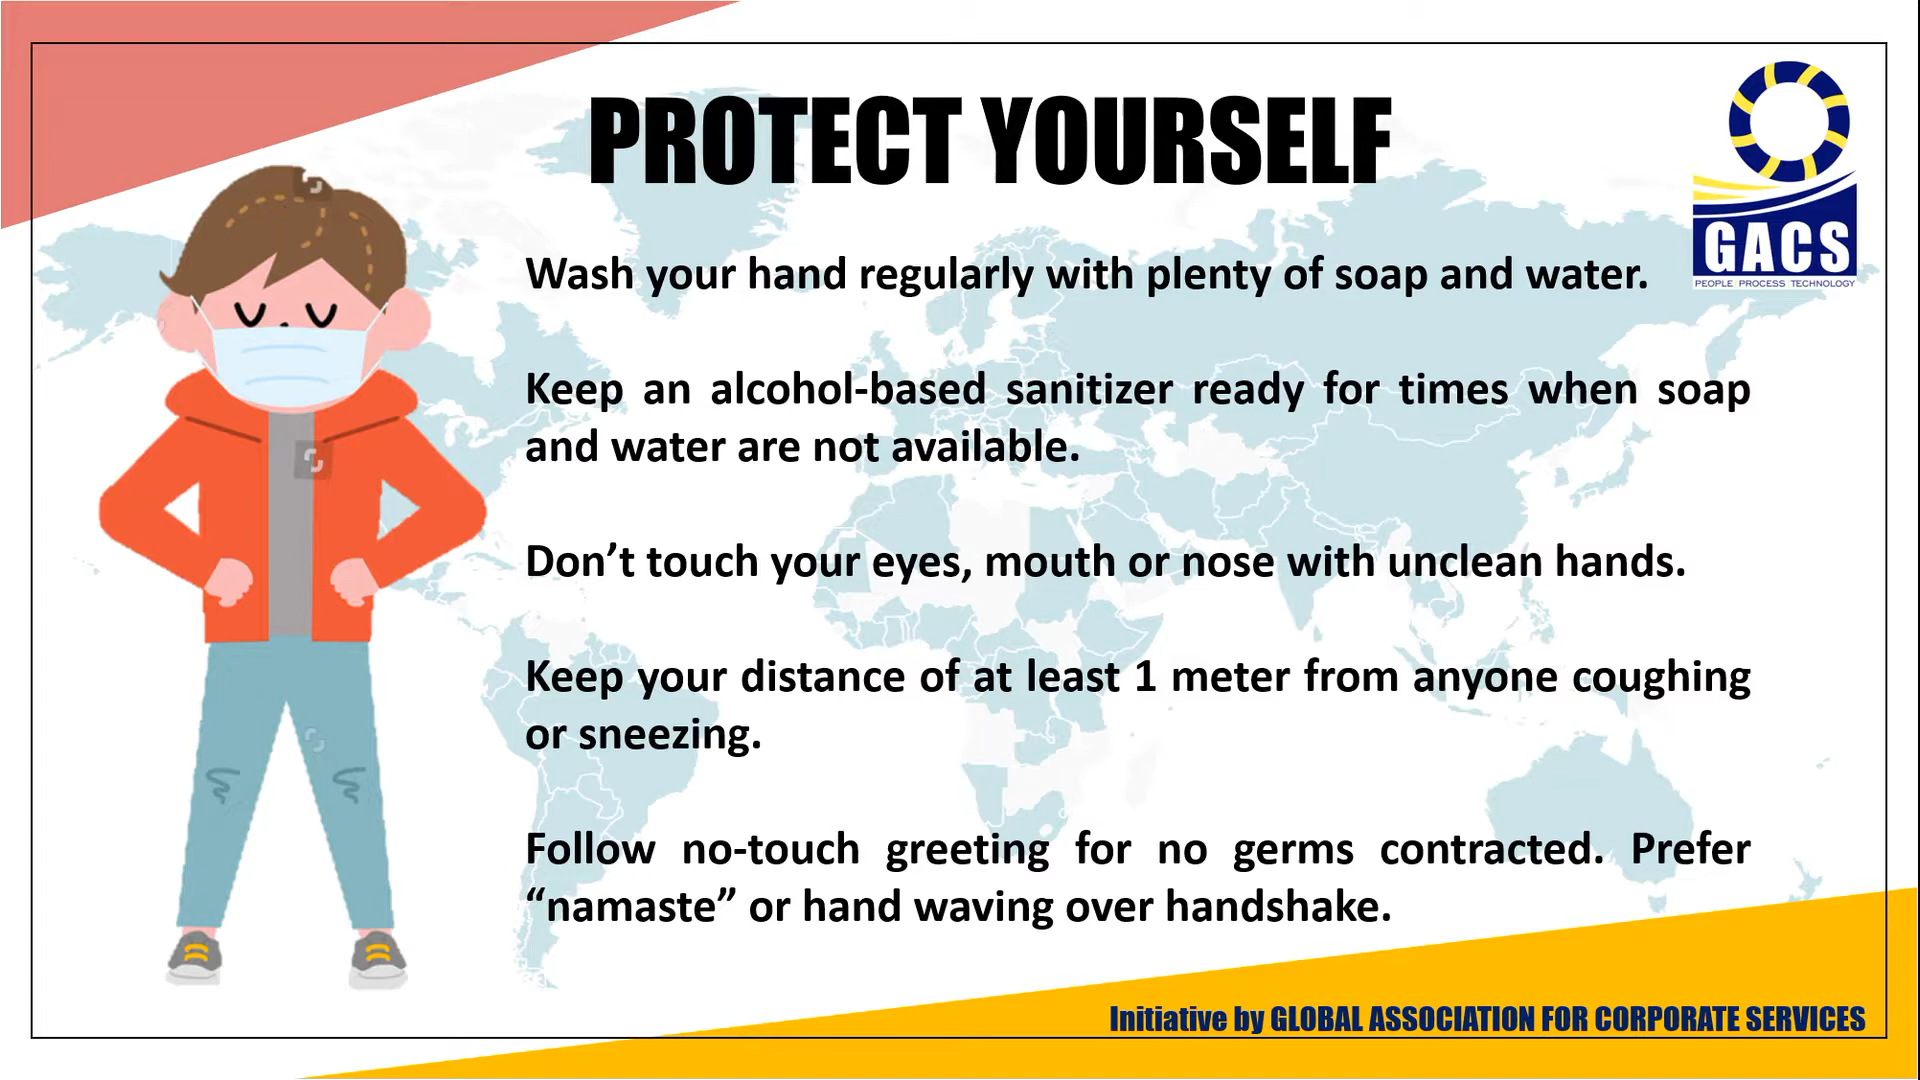 PROTECT YOURSELF
GACS
PEOPLE PROCESS TECHNOLOGY
Wash your hand regularly with plenty of soap and water.
Keep an alcohol-based sanitizer ready for times when soap
and water are not available.
Don’t touch your eyes, mouth or nose with unclean hands.
Keep your distance of at least 1 meter from anyone coughing
or sneezing.
Follow no-touch greeting for no germs contracted. Prefer
“namaste” or hand waving over handshake.
Initiative by GLOBAL ASSOCIATION FOR CORPORATE SERVICES